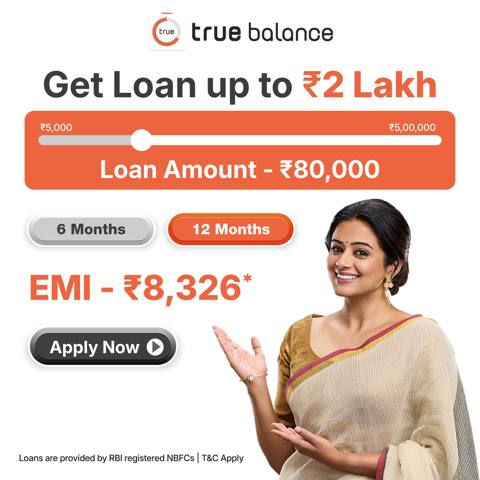 true true balance
Get Loan up to ₹2 Lakh
₹5,000 ₹5,00,000
Loan Amount - ₹80,000
6 Months 12 Months
EMI - ₹8,326*
Apply Now
Loans are provided by RBI registered NBFCs | T&C Apply